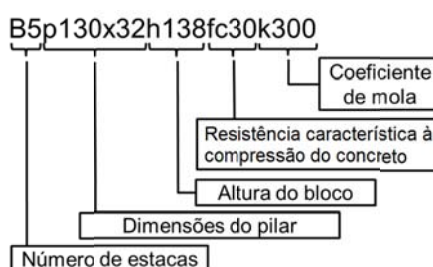 B5p130x32h138fc30k300
Coeficiente
de mola
Resistência característica à
compressão do concreto
Altura do bloco
Dimensões do pilar
Número de estacas